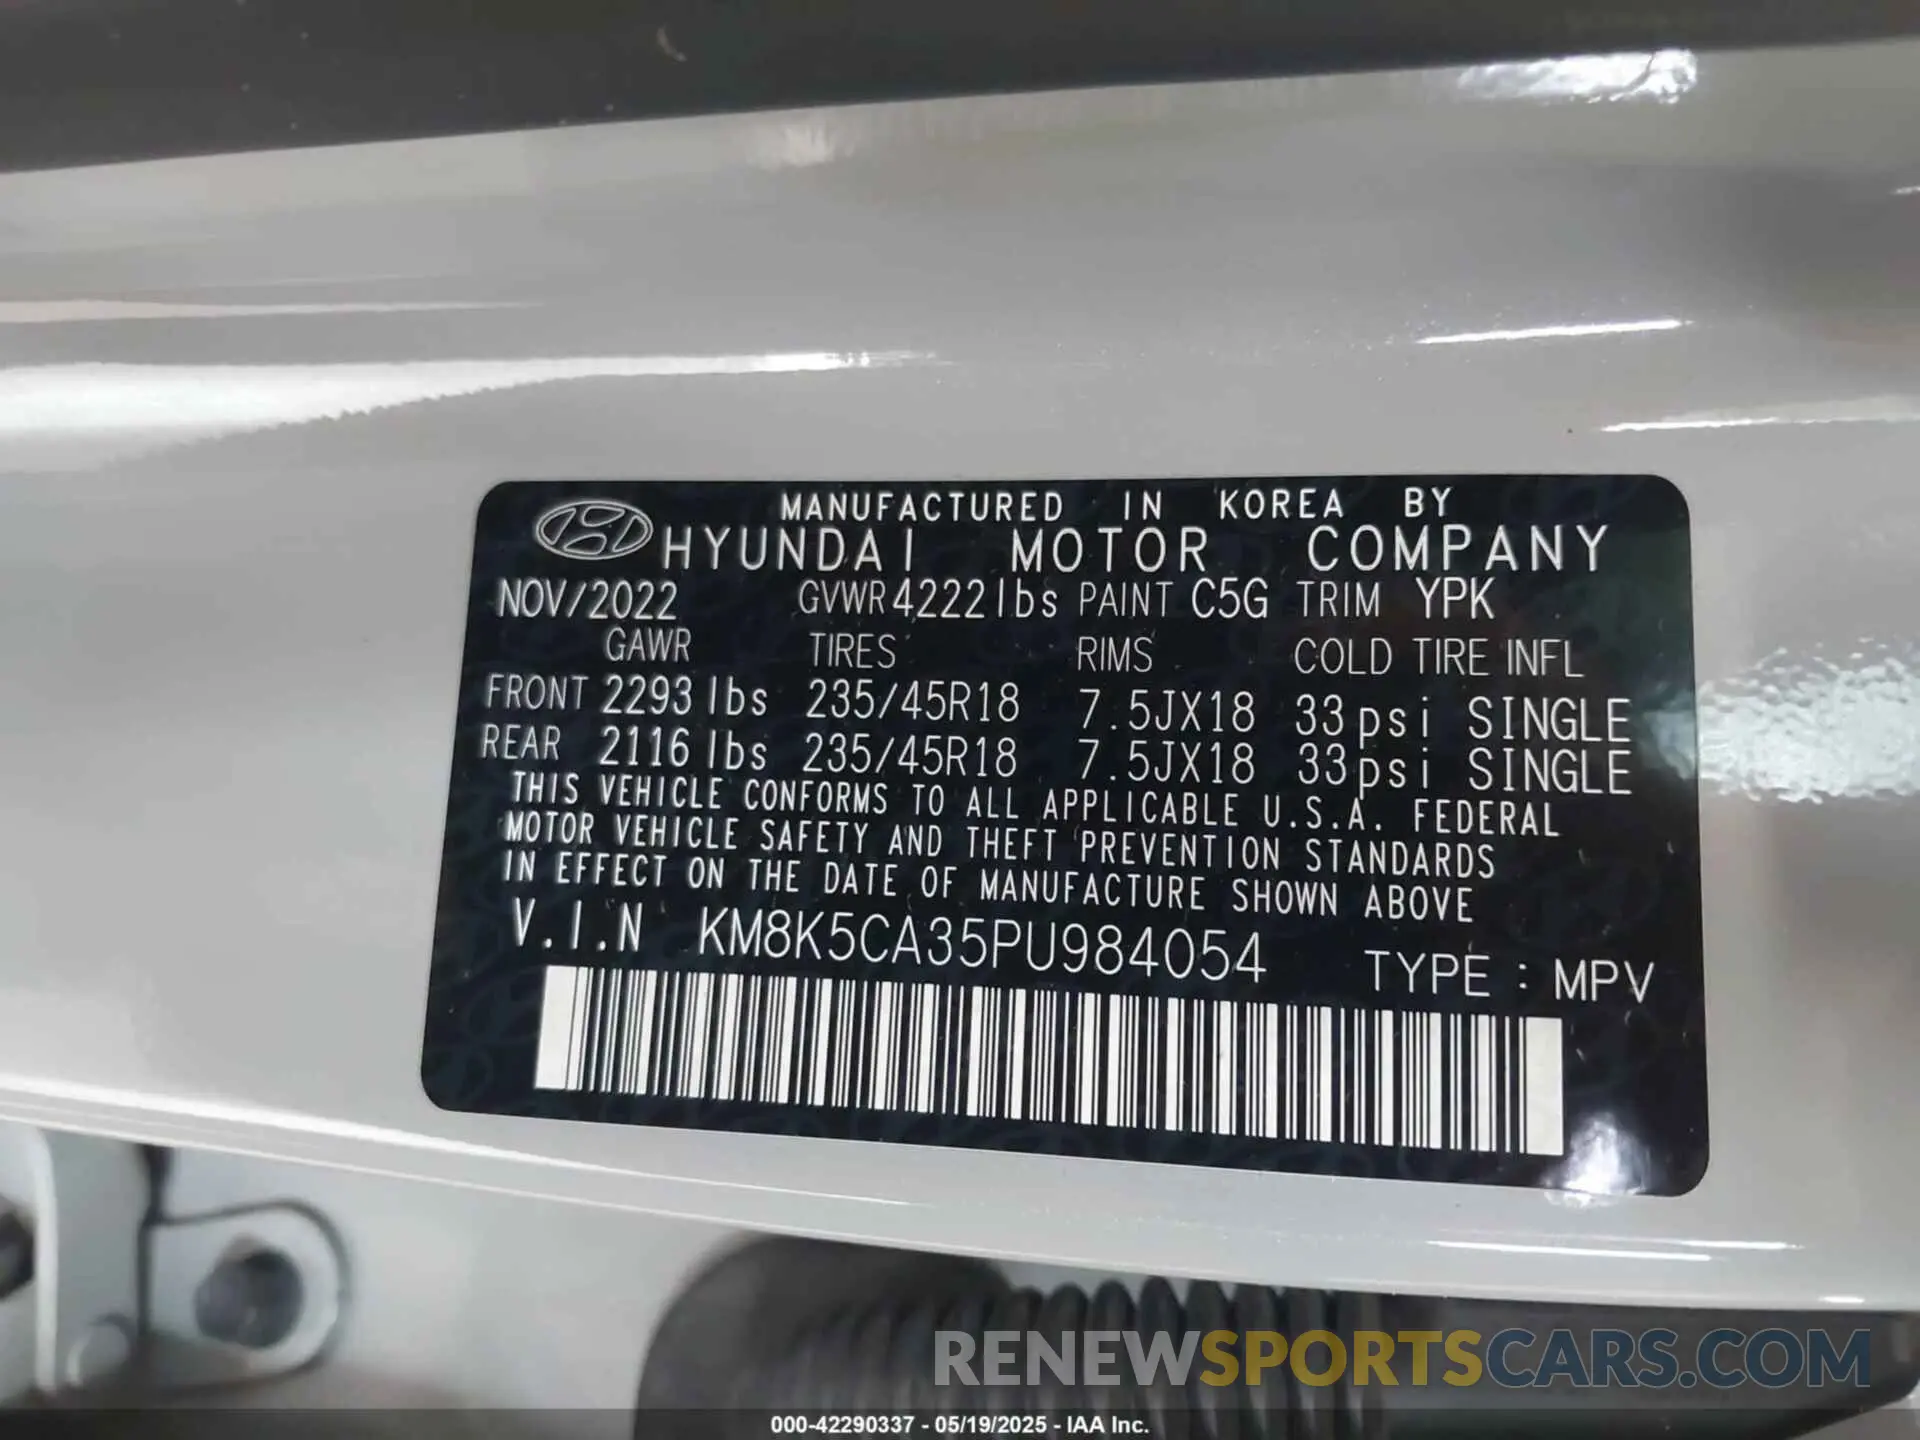 MANUFACTURED IN KOREA BY
HYUNDAI MOTOR COMPANY
NOV/2022 GVWR 4222 lbs PAINT C5G TRIM YPK
GAWR TIRES RIMS COLD TIRE INFL
FRONT 2293 lbs 235/45R18 7.5JX18 33 psi SINGLE
REAR 2116 lbs 235/45R18 7.5JX18 33 psi SINGLE
THIS VEHICLE CONFORMS TO ALL APPLICABLE U.S.A. FEDERAL
MOTOR VEHICLE SAFETY AND THEFT PREVENTION STANDARDS
IN EFFECT ON THE DATE OF MANUFACTURE SHOWN ABOVE
V.I.N KM8K5CA35PU984054 TYPE : MPV
RENEWSPORTSCARS.COM
000-42290337 - 05/19/2025 - IAA Inc.